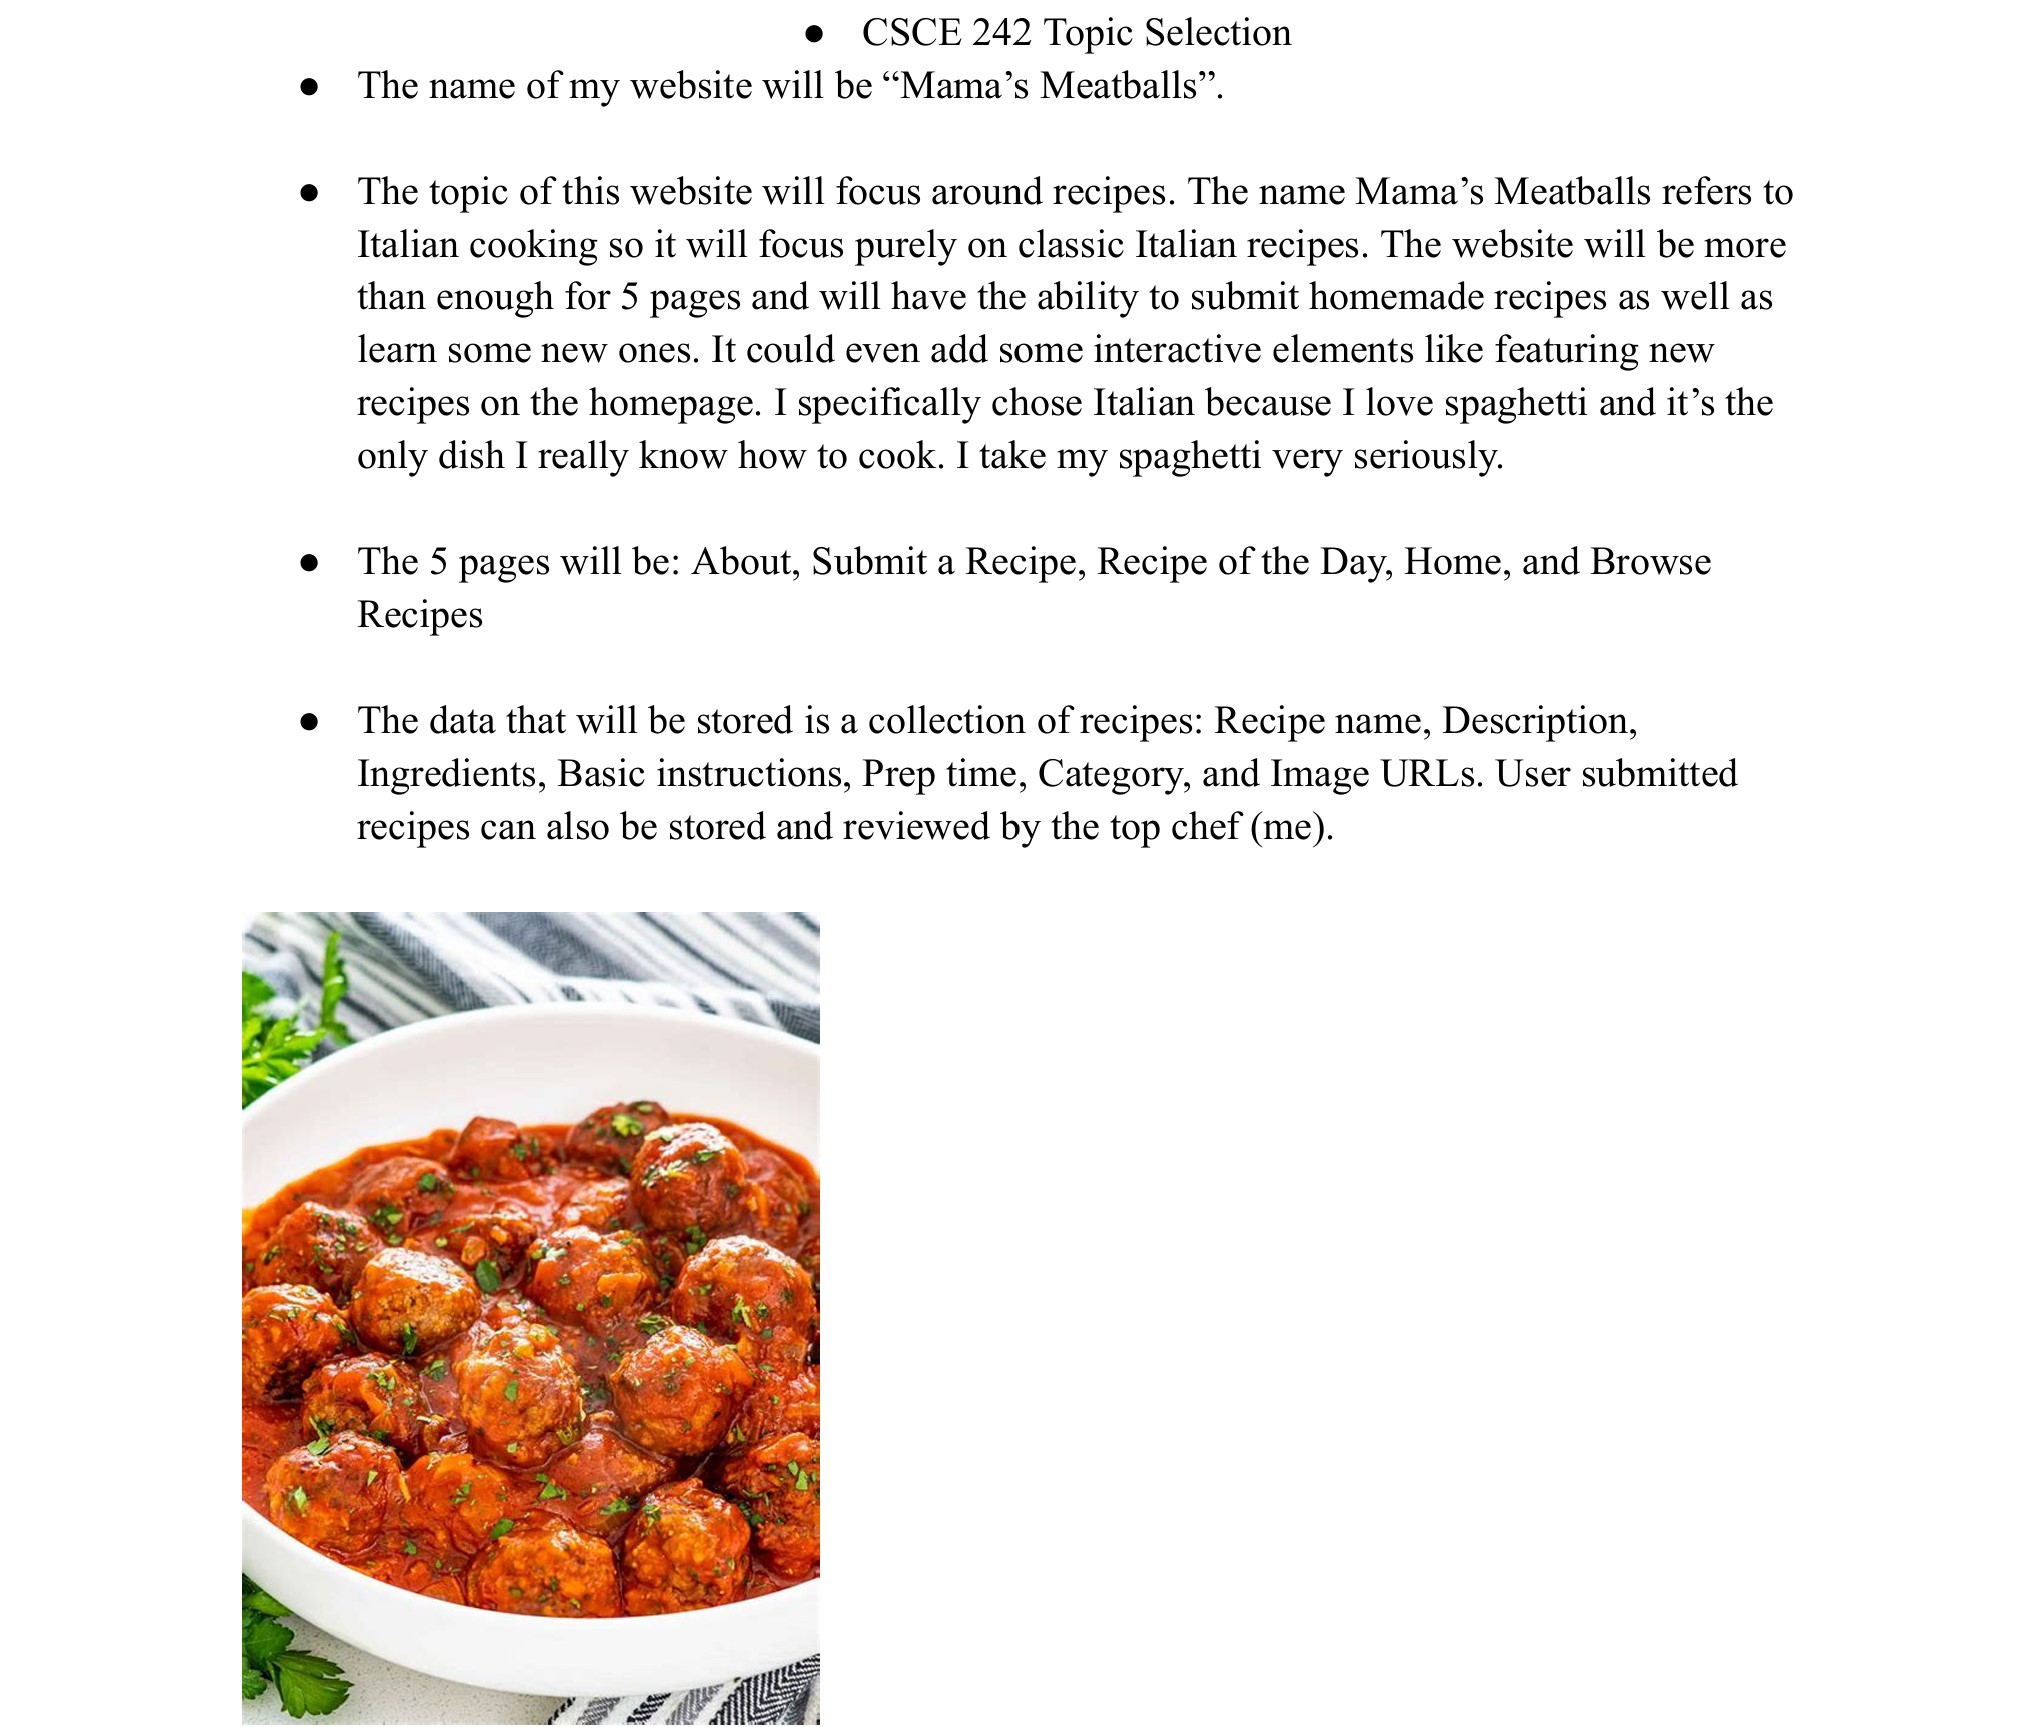 ● CSCE 242 Topic Selection
● The name of my website will be “Mama’s Meatballs”.
● The topic of this website will focus around recipes. The name Mama’s Meatballs refers to
Italian cooking so it will focus purely on classic Italian recipes. The website will be more
than enough for 5 pages and will have the ability to submit homemade recipes as well as
learn some new ones. It could even add some interactive elements like featuring new
recipes on the homepage. I specifically chose Italian because I love spaghetti and it’s the
only dish I really know how to cook. I take my spaghetti very seriously.
● The 5 pages will be: About, Submit a Recipe, Recipe of the Day, Home, and Browse
Recipes
● The data that will be stored is a collection of recipes: Recipe name, Description,
Ingredients, Basic instructions, Prep time, Category, and Image URLs. User submitted
recipes can also be stored and reviewed by the top chef (me).